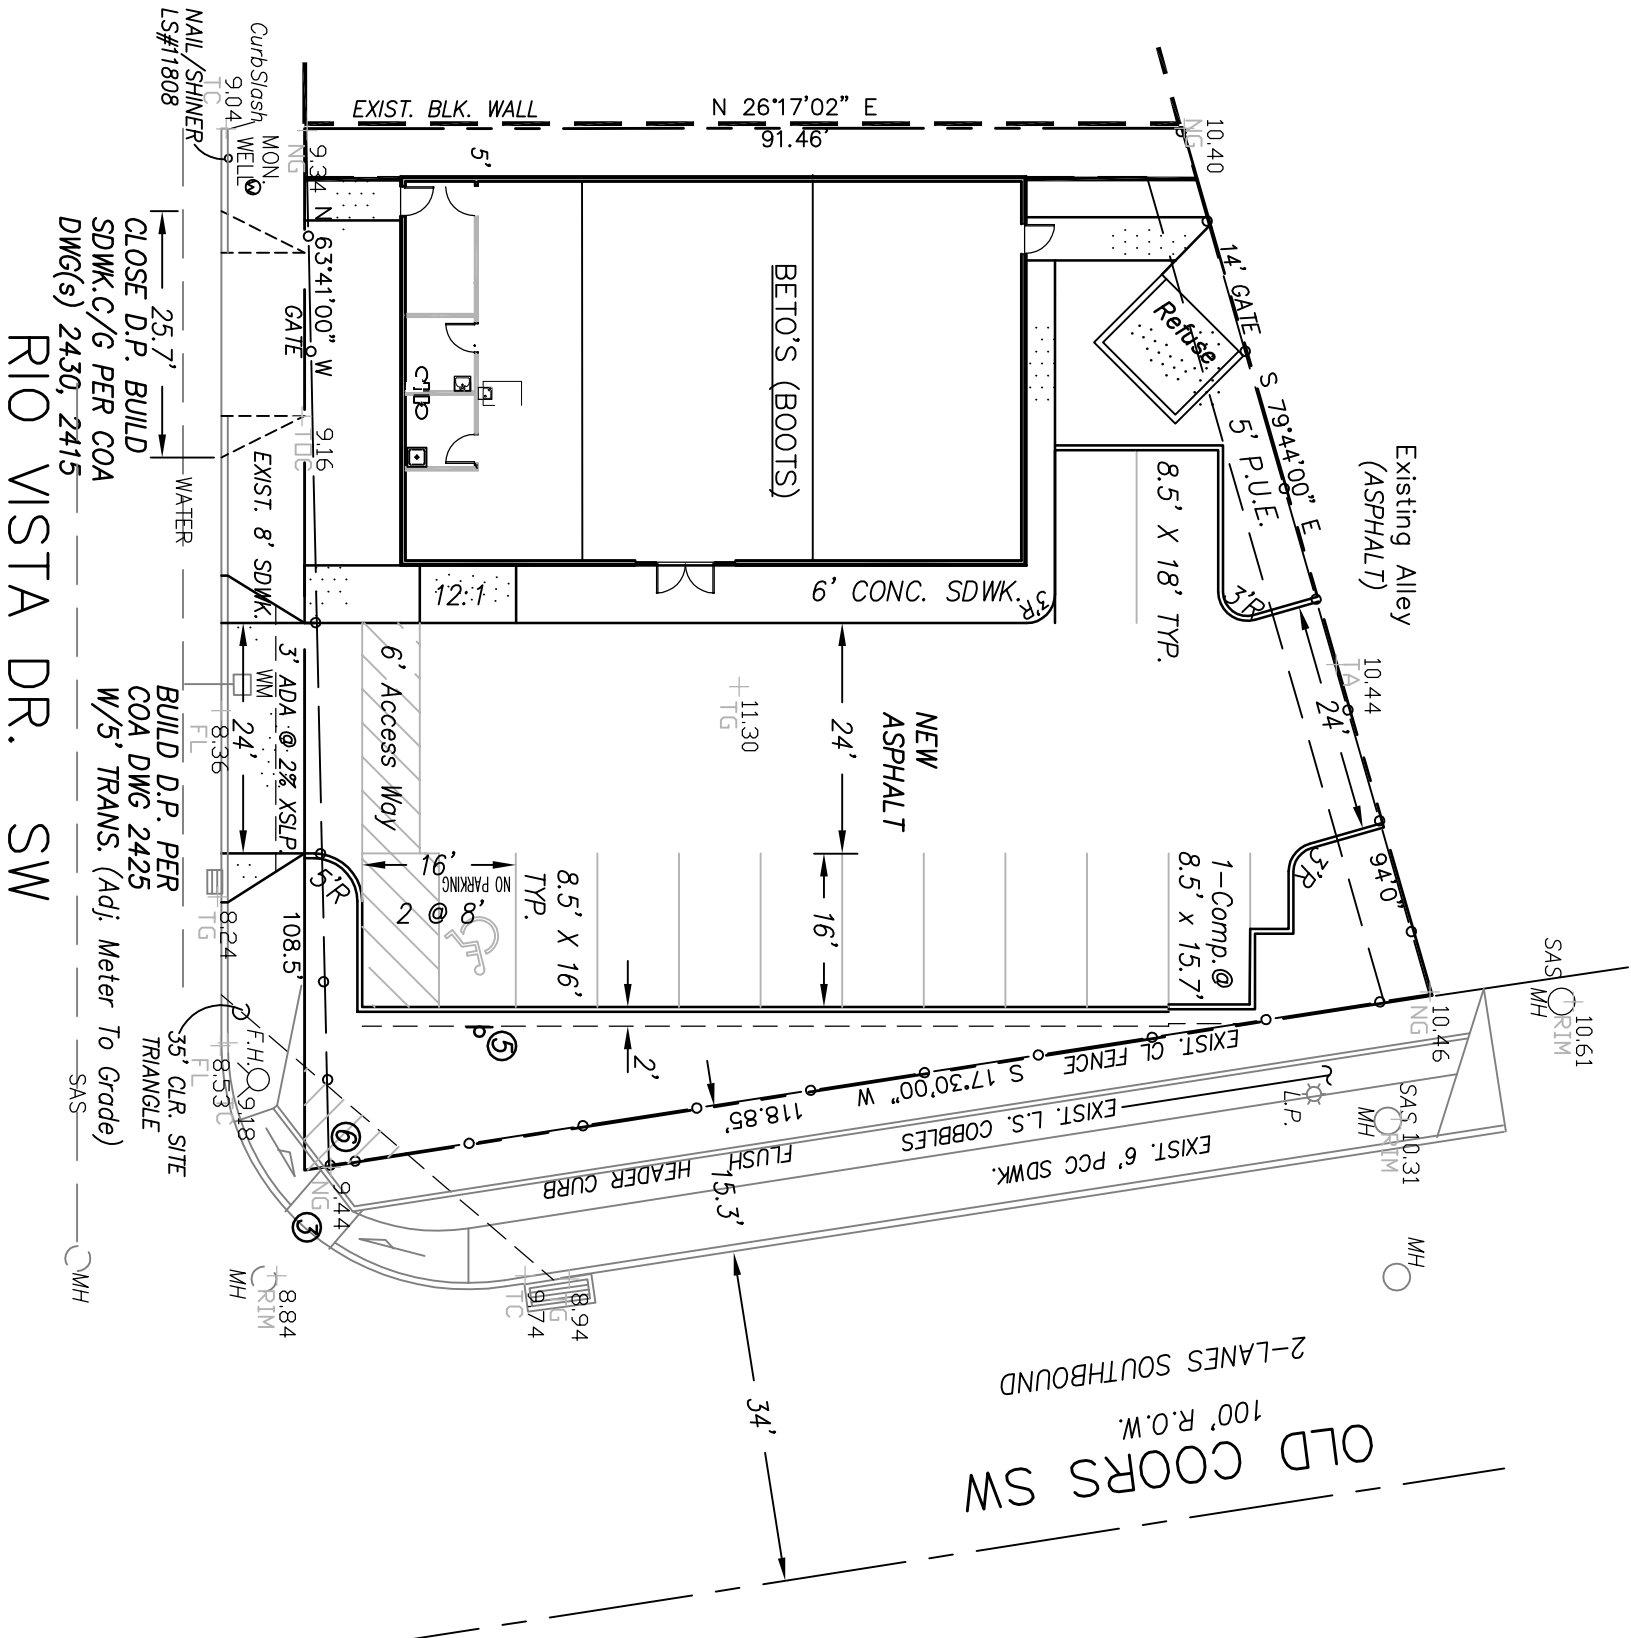 CurbSlash
NAIL/SHINER
LS#11808
TC
9.04
MON.
WELL
NG
9.34
EXIST. BLK. WALL
N 26°17'02" E
91.46'
5'
10.40
NG
N 63°41'00" W
GATE
25.7'
CLOSE D.P. BUILD
SDWK.C/G PER COA
DWG(s) 2430, 2415
RIO VISTA DR. SW
WATER
EXIST. 8' SDWK.
9.16
TOC
BETO'S (BOOTS)
14' GATE
Refuse
S 79°44'00" E
5' P.U.E.
Existing Alley
(ASPHALT)
8.5' X 18' TYP.
3'R
12:1
6' CONC. SDWK.
3'R
24'
10.44
TA
3' ADA @ 2% XSLP.
WM
24'
8.36
FL
BUILD D.P. PER
COA DWG 2425
W/5' TRANS. (Adj. Meter To Grade)
6' Access Way
11.30
TG
24'
NEW
ASPHALT
16'
NO PARKING
2 @ 8'
8.5' X 16'
TYP.
16'
1-Comp.@
8.5' x 15.7'
3'R
94'0"
5'R
108.5'
8.24
TG
35' CLR. SITE
TRIANGLE
F.H.
8.53
FL
9.18
TC
SAS
MH
5
2'
6
9.44
NG
3
EXIST. CL FENCE
S 17°30'00" W
118.85'
FLUSH HEADER CURB
EXIST. L.S. COBBLES
EXIST. 6' PCC SDWK.
15.3'
L.P.
10.46
NG
SAS
MH
10.61
RIM
SAS
MH
10.31
RIM
MH
MH
8.84
RIM
9.74
TC
8.94
TG
34'
2-LANES SOUTHBOUND
100' R.O.W.
OLD COORS SW